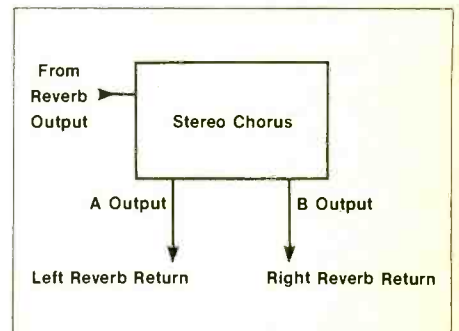 From
Reverb
Output
Stereo Chorus
A Output
B Output
Left Reverb Return
Right Reverb Return